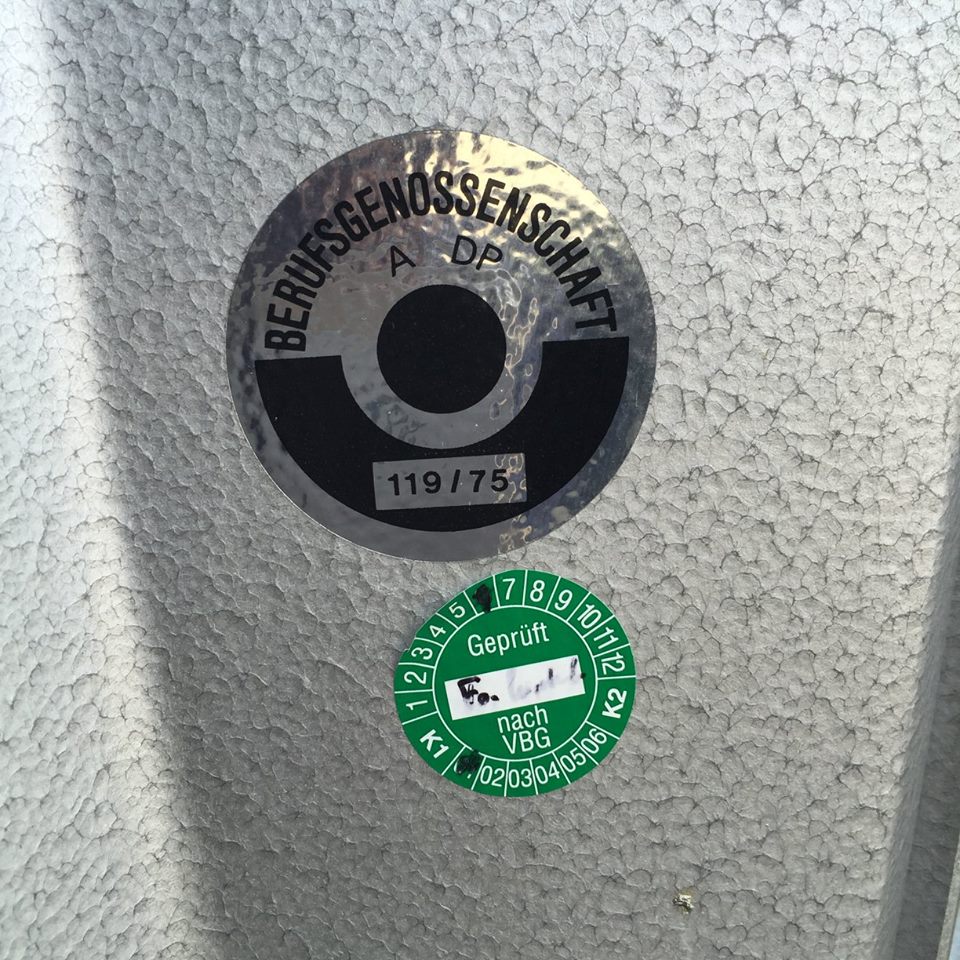 BERUFSGENOSSENSCHAFT
A DP
119/75
1 2 3 4 5 7 8 9 10 11 12
Geprüft
nach
VBG
K1 02 03 04 05 06 K2